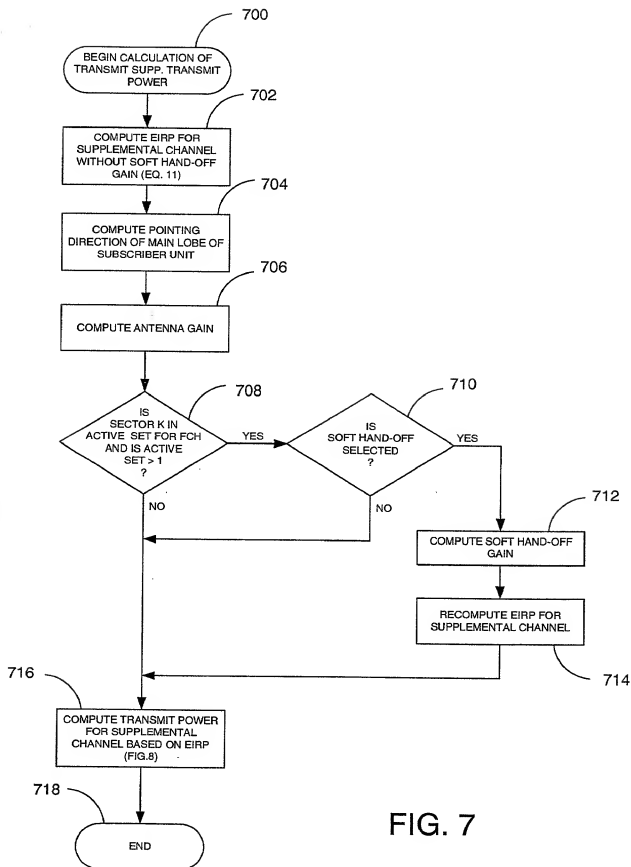 700
BEGIN CALCULATION OF
TRANSMIT SUPP. TRANSMIT
POWER
702
COMPUTE EIRP FOR
SUPPLEMENTAL CHANNEL
WITHOUT SOFT HAND-OFF
GAIN (EQ. 11)
704
COMPUTE POINTING
DIRECTION OF MAIN LOBE OF
SUBSCRIBER UNIT
706
COMPUTE ANTENNA GAIN
708
IS
SECTOR K IN
ACTIVE SET FOR FCH
AND IS ACTIVE
SET > 1
?
YES
NO
710
IS
SOFT HAND-OFF
SELECTED
?
YES
NO
712
COMPUTE SOFT HAND-OFF
GAIN
RECOMPUTE EIRP FOR
SUPPLEMENTAL CHANNEL
714
716
COMPUTE TRANSMIT POWER
FOR SUPPLEMENTAL
CHANNEL BASED ON EIRP
(FIG.8)
718
END
FIG. 7